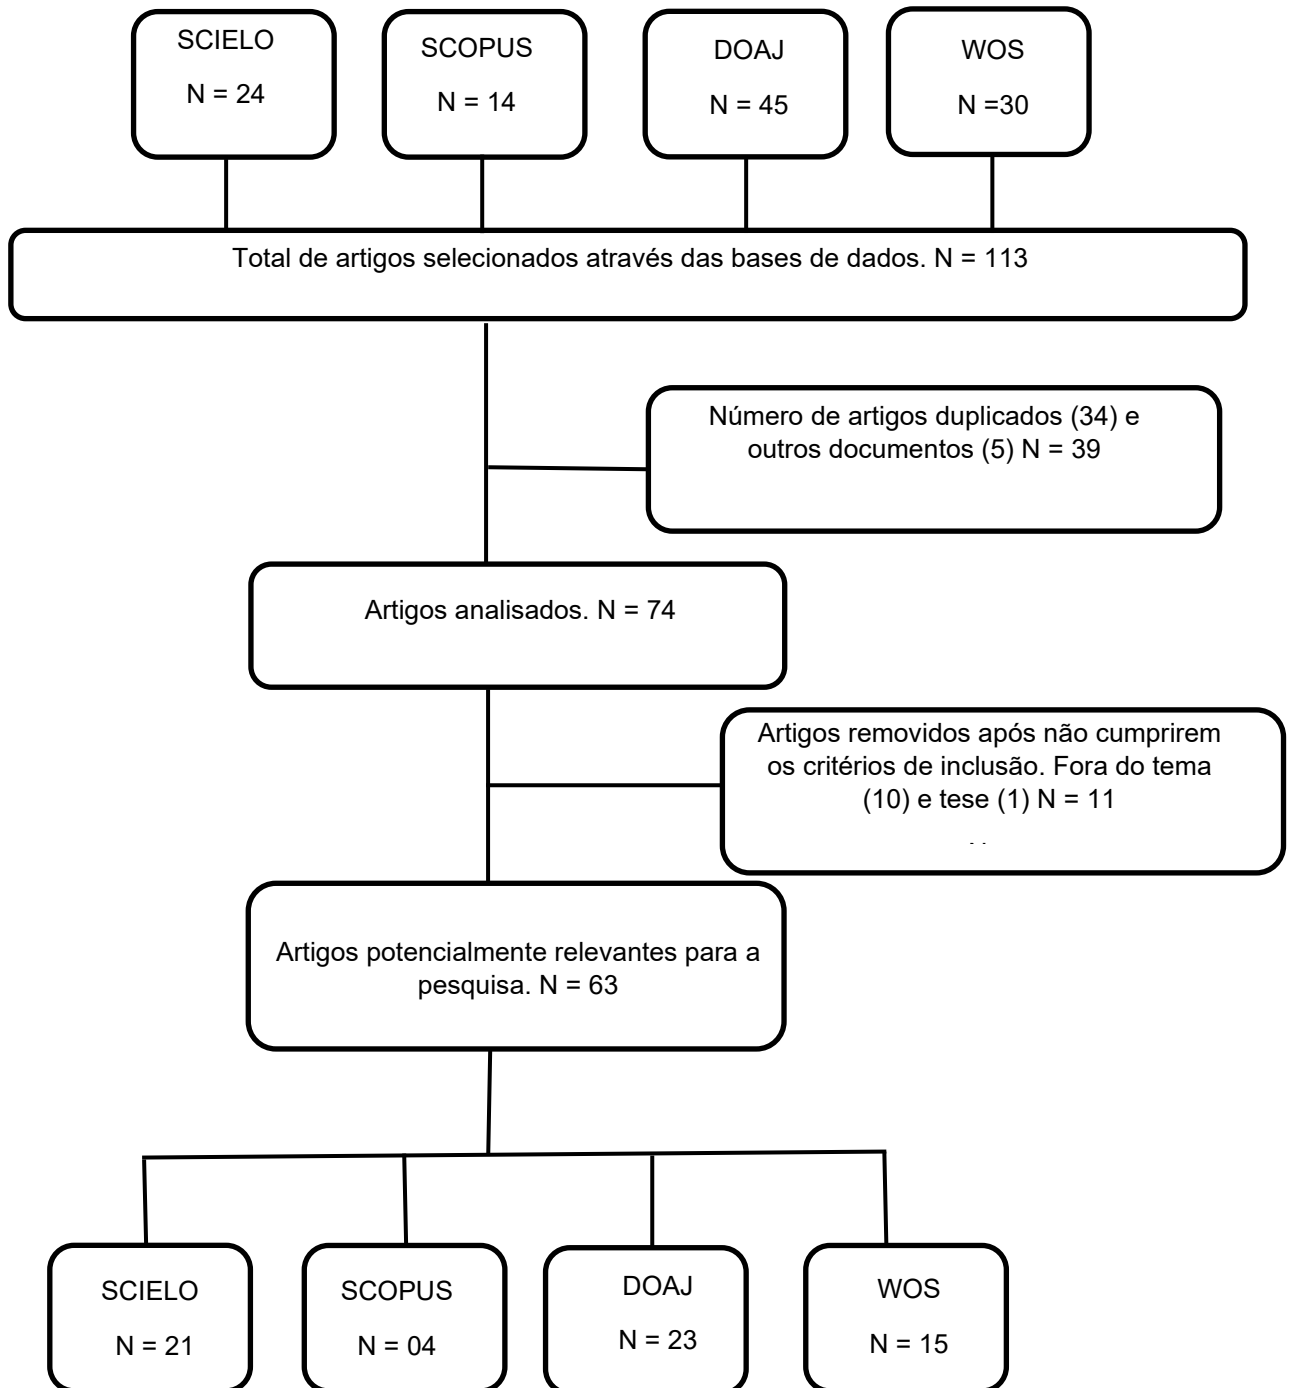 SCIELO
N = 24
SCOPUS
N = 14
DOAJ
N = 45
WOS
N =30
Total de artigos selecionados através das bases de dados. N = 113
Número de artigos duplicados (34) e
outros documentos (5) N = 39
Artigos analisados. N = 74
Artigos removidos após não cumprirem
os critérios de inclusão. Fora do tema
(10) e tese (1) N = 11
Artigos potencialmente relevantes para a
pesquisa. N = 63
SCIELO
N = 21
SCOPUS
N = 04
DOAJ
N = 23
WOS
N = 15